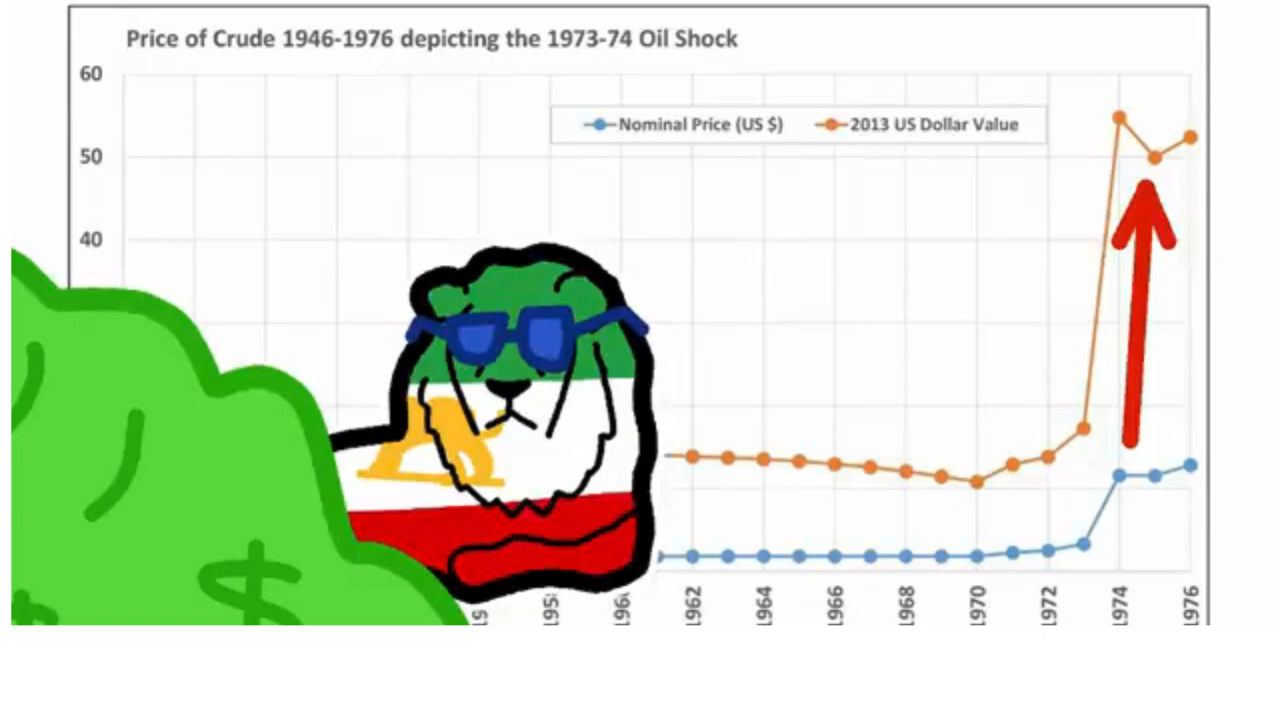 Price of Crude 1946-1976 depicting the 1973-74 Oil Shock
60
Nominal Price (US $) 2013 US Dollar Value
50
40
$
1962 1964 1966 1968 1970 1972 1974 1976